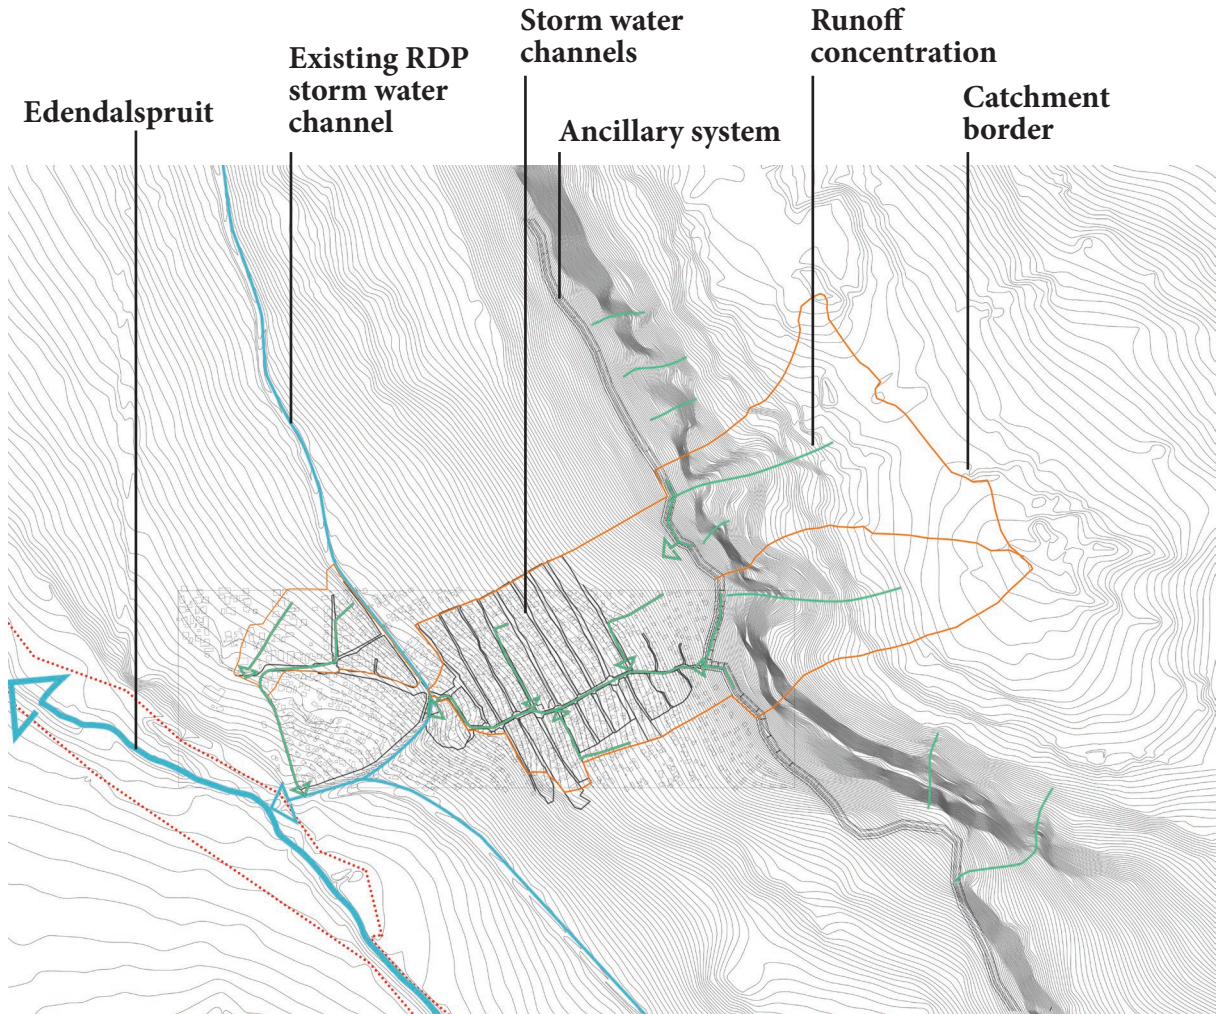 Storm water
channels
Runoff
concentration
Existing RDP
storm water
channel
Catchment
border
Edendalspruit
Ancillary system